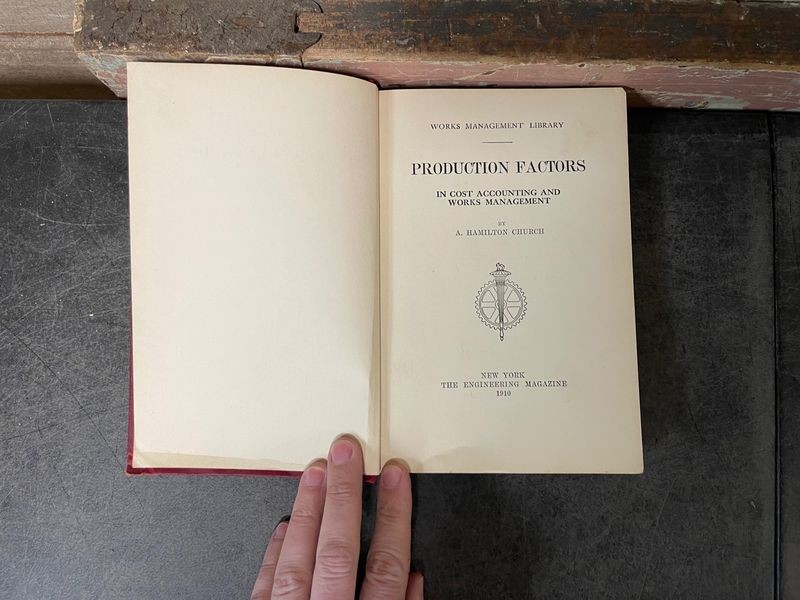 WORKS MANAGEMENT LIBRARY
PRODUCTION FACTORS
IN COST ACCOUNTING AND
WORKS MANAGEMENT
BY
A. HAMILTON CHURCH
NEW YORK
THE ENGINEERING MAGAZINE
1910